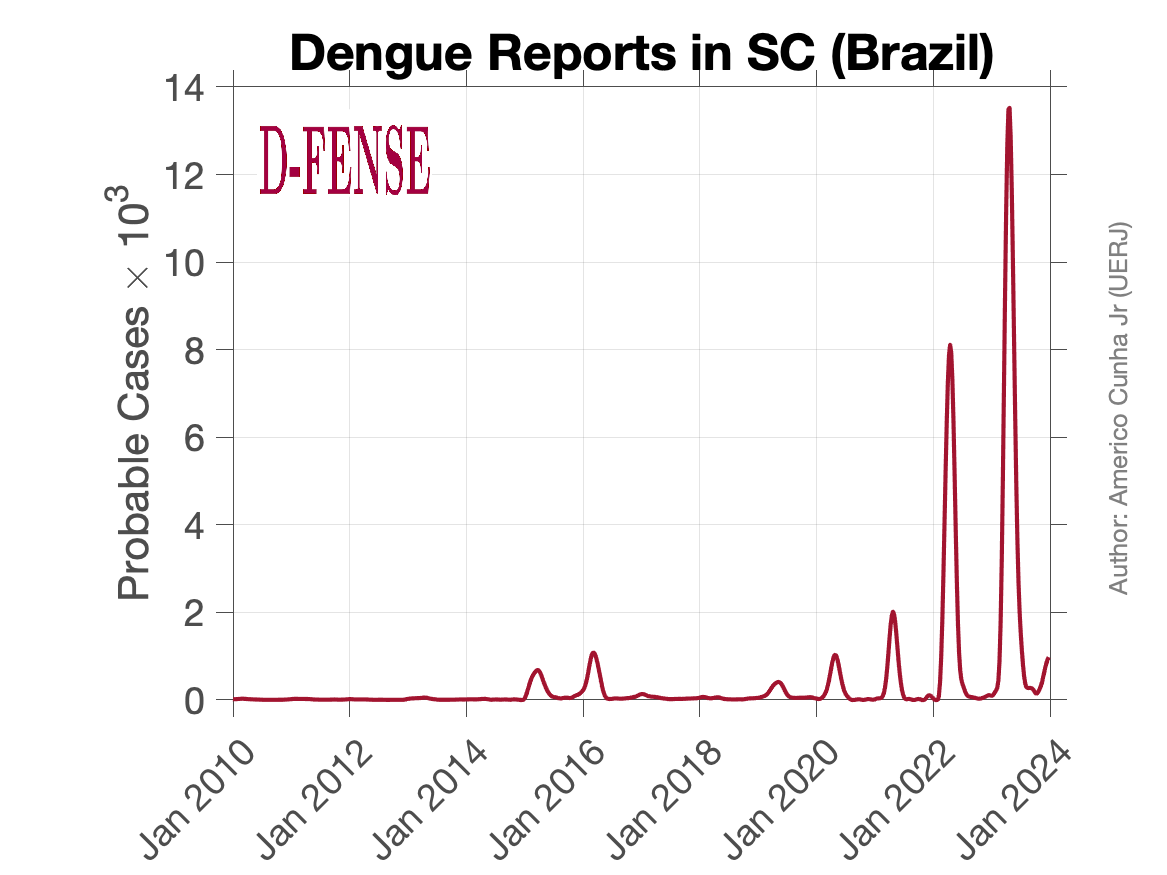 Dengue Reports in SC (Brazil)
D-FENSE
Probable Cases × 10³
14
12
10
8
6
4
2
0
Jan 2010
Jan 2012
Jan 2014
Jan 2016
Jan 2018
Jan 2020
Jan 2022
Jan 2024
Author: Americo Cunha Jr (UERJ)